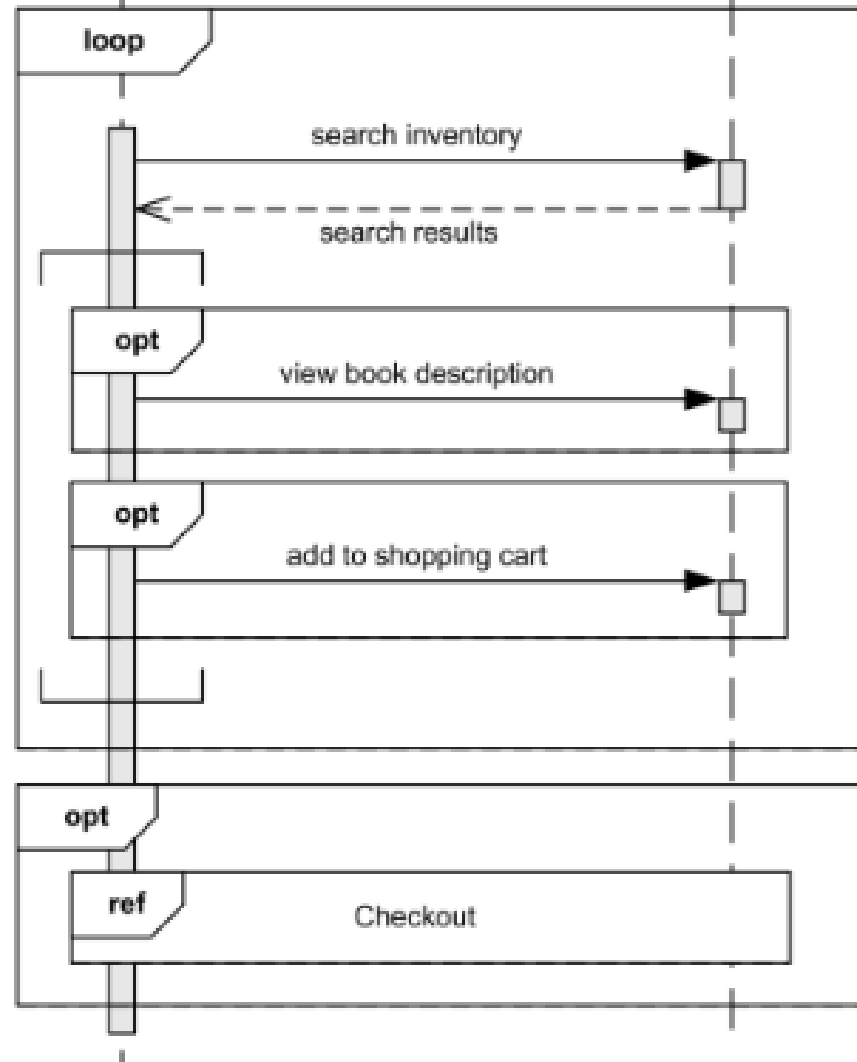 loop
search inventory
search results
opt
view book description
opt
add to shopping cart
opt
ref
Checkout